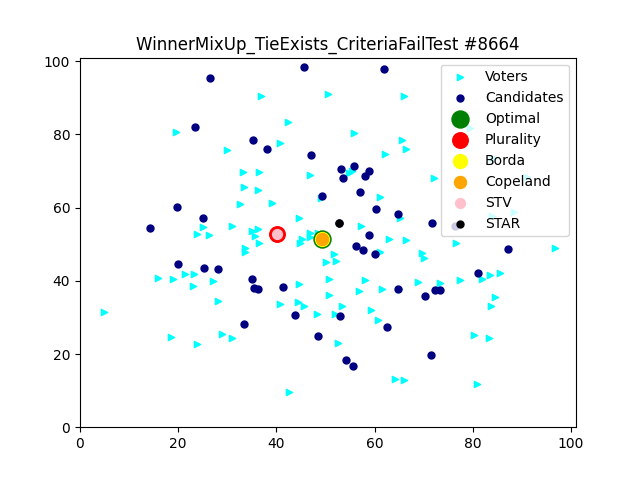 WinnerMixUp_TieExists_CriteriaFailTest #8664
100
80
60
40
20
0
0 20 40 60 80 100
Voters
Candidates
Optimal
Plurality
Borda
Copeland
STV
STAR